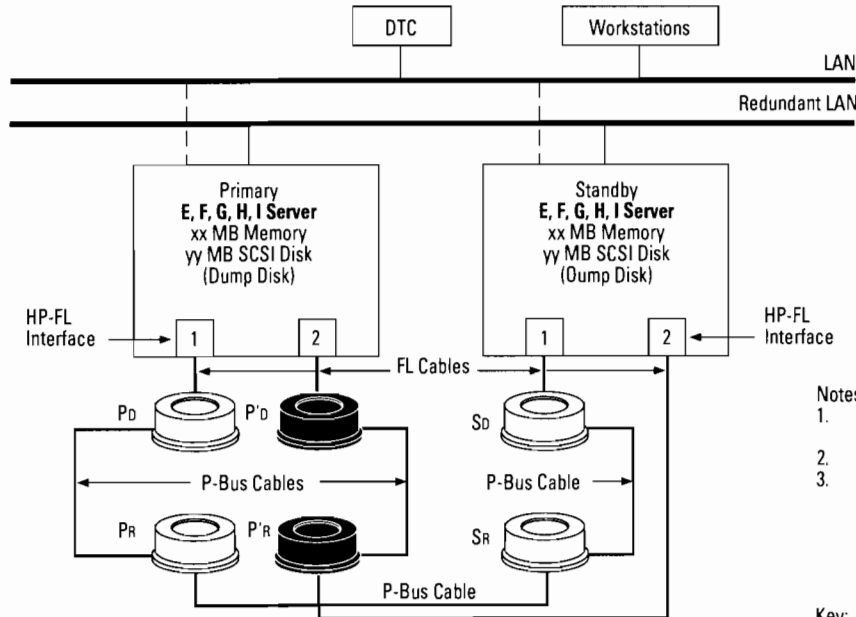 DTC
Workstations
LAN
Redundant LAN
Primary
E, F, G, H, I Server
xx MB Memory
yy MB SCSI Disk
(Dump Disk)
Standby
E, F, G, H, I Server
xx MB Memory
yy MB SCSI Disk
(Dump Disk)
HP-FL
Interface
1
2
1
2
HP-FL
Interface
FL Cables
PD
P'D
SD
P-Bus Cables
P-Bus Cable
PR
P'R
SR
P-Bus Cable
Notes
1.
2.
3.
Key: